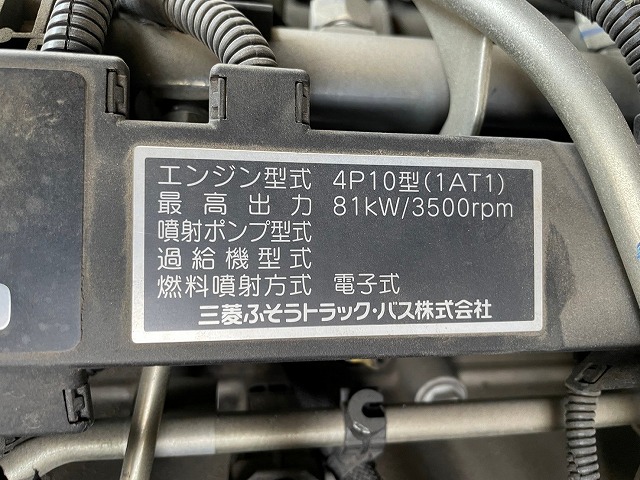 エンジン型式 4P10型(1AT1)
最高出力 81kW/3500rpm
噴射ポンプ型式
過給機型式
燃料噴射方式 電子式
三菱ふそうトラック・バス株式会社